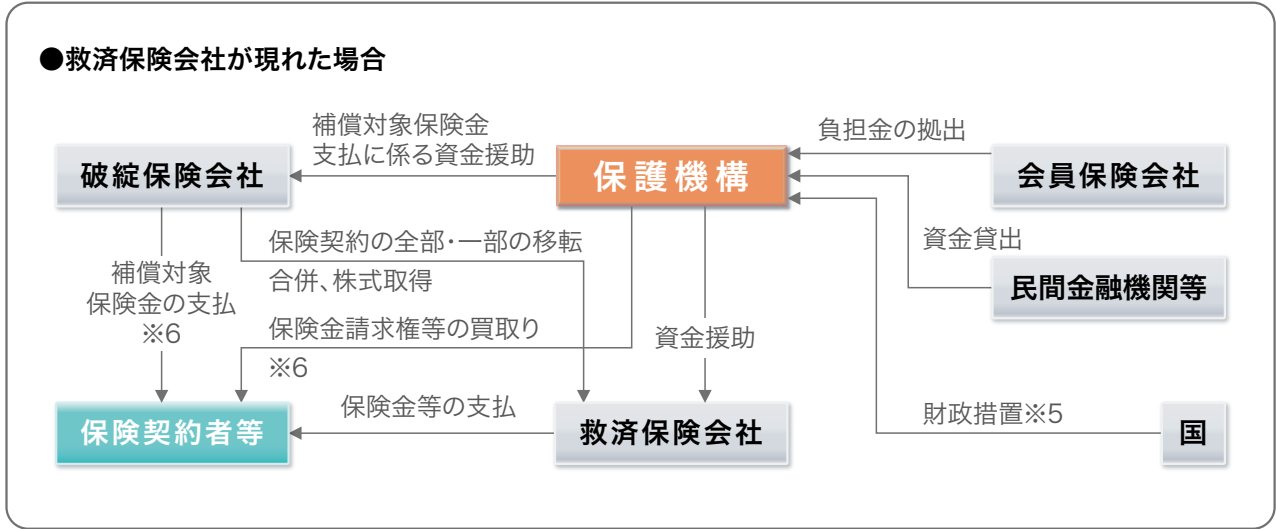 ●救済保険会社が現れた場合
補償対象保険金
支払に係る資金援助
負担金の拠出
破綻保険会社
保護機構
会員保険会社
保険契約の全部・一部の移転
合併、株式取得
資金貸出
補償対象
保険金の支払
※6
民間金融機関等
保険金請求権等の買取り
※6
資金援助
保険金等の支払
財政措置※5
保険契約者等
救済保険会社
国